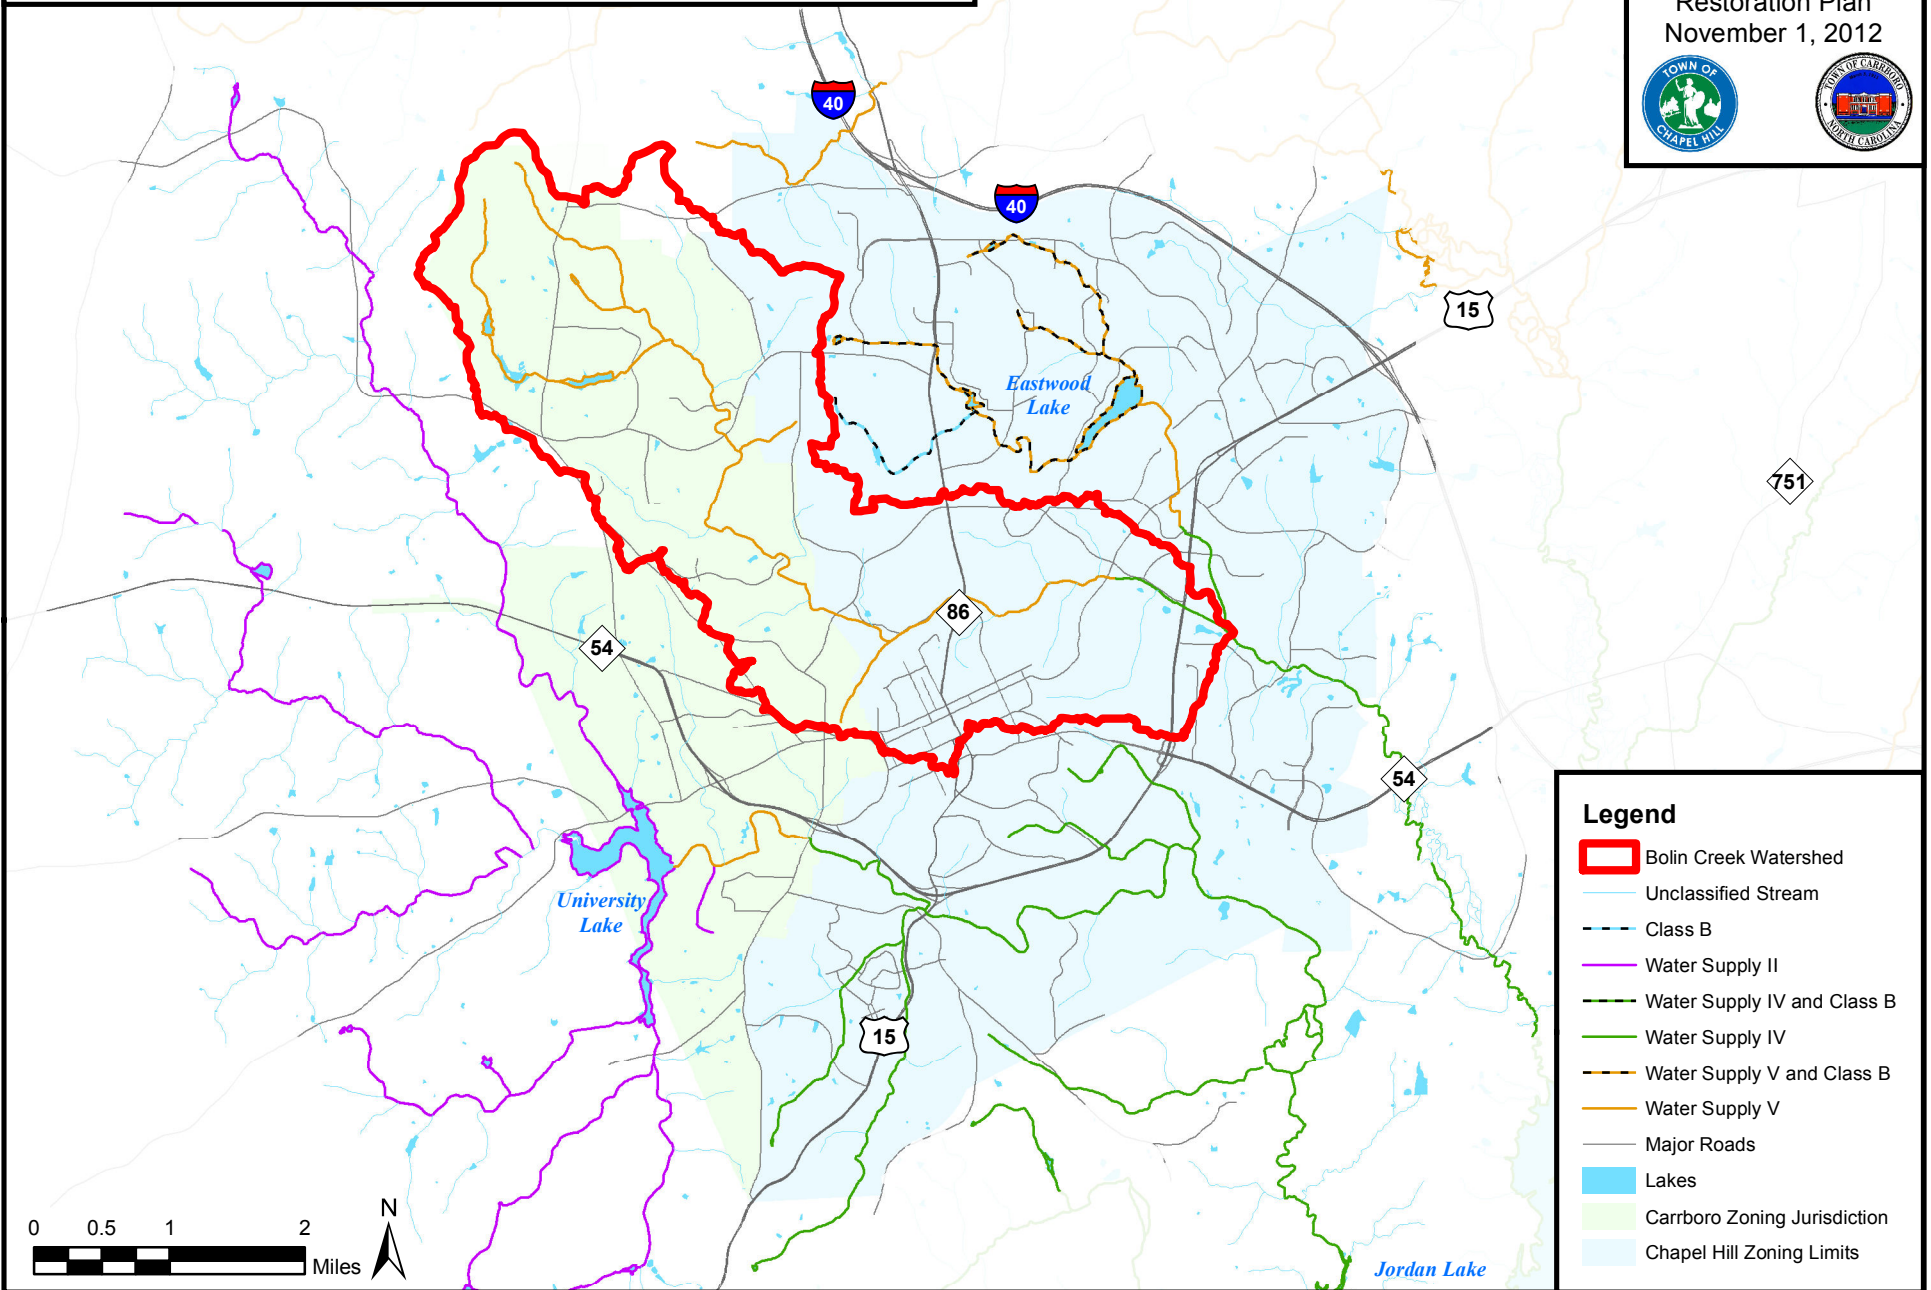 Restoration Plan
November 1, 2012
TOWN OF
CHAPEL HILL
TOWN OF CARRBORO
NORTH CAROLINA
40
40
15
Eastwood
Lake
751
86
54
54
University
Lake
15
Jordan Lake
0 0.5 1 2
Miles
N
Legend
Bolin Creek Watershed
Unclassified Stream
Class B
Water Supply II
Water Supply IV and Class B
Water Supply IV
Water Supply V and Class B
Water Supply V
Major Roads
Lakes
Carrboro Zoning Jurisdiction
Chapel Hill Zoning Limits